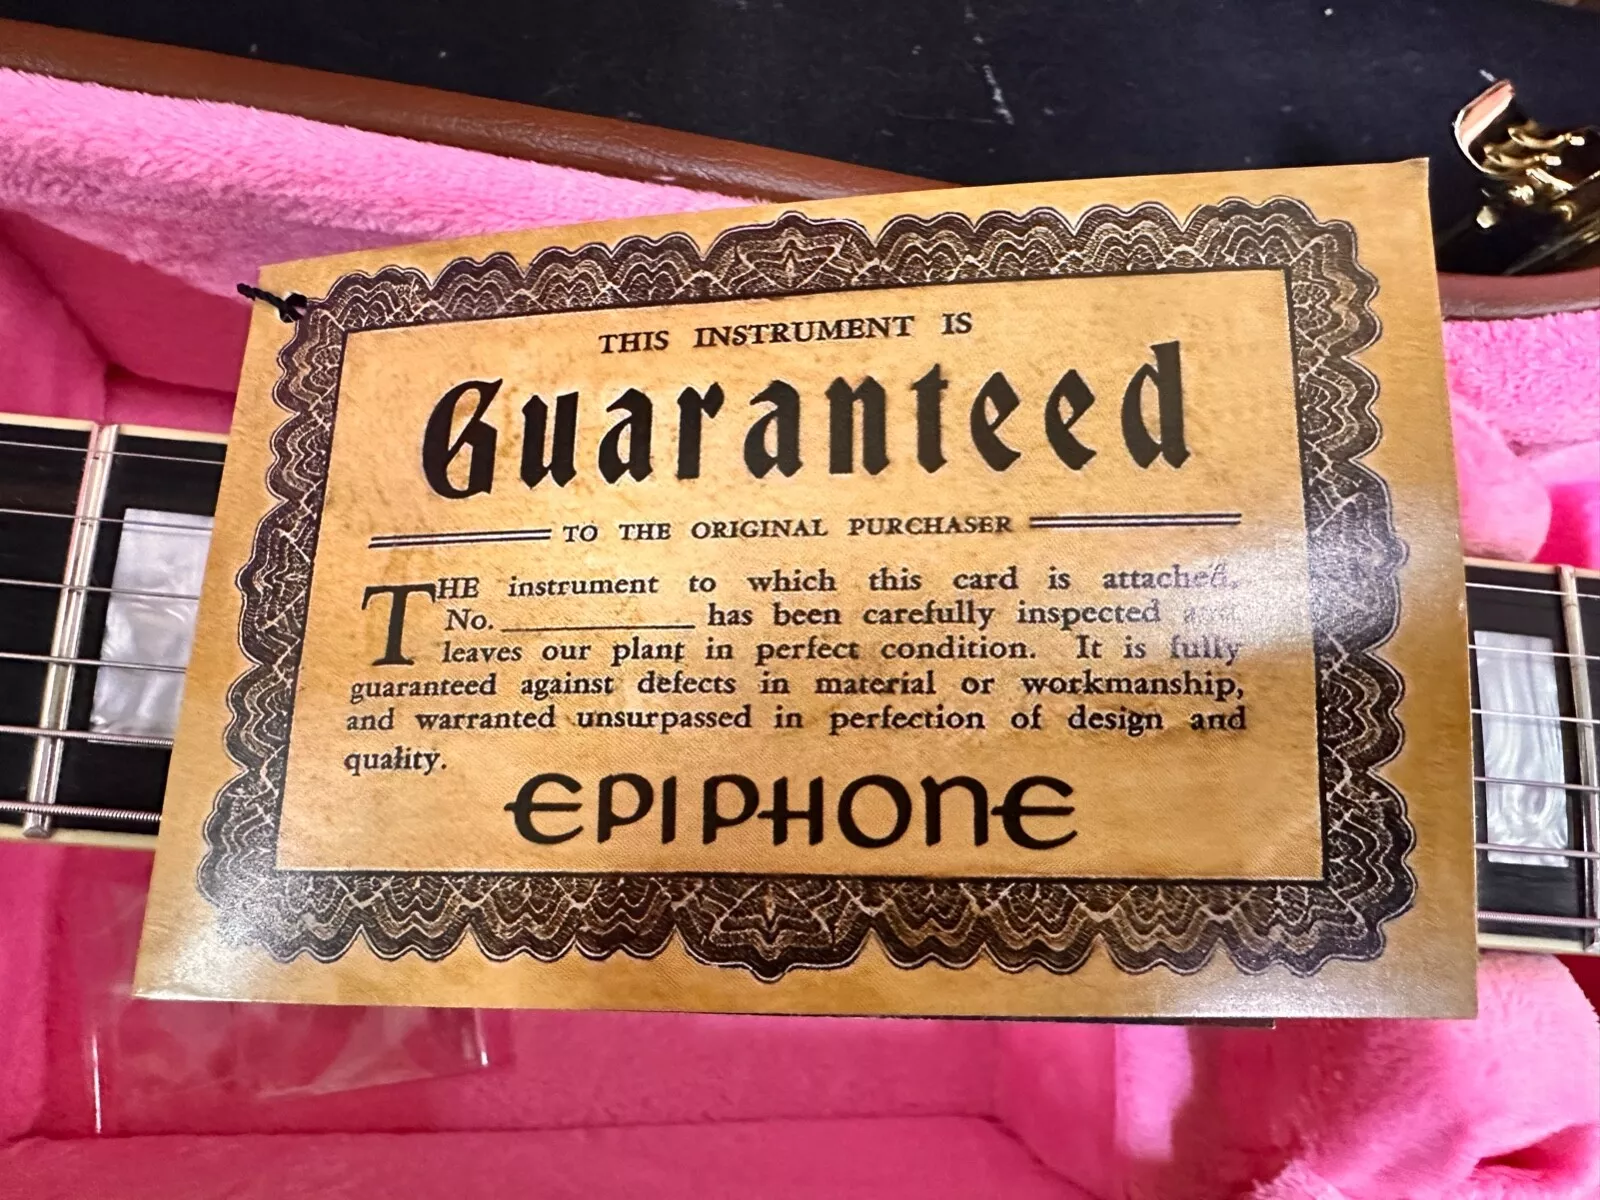 THIS INSTRUMENT IS
Guaranteed
TO THE ORIGINAL PURCHASER
THE instrument to which this card is attached,
No. __________ has been carefully inspected and
leaves our plant in perfect condition. It is fully
guaranteed against defects in material or workmanship,
and warranted unsurpassed in perfection of design and
quality.
EPIPHONE